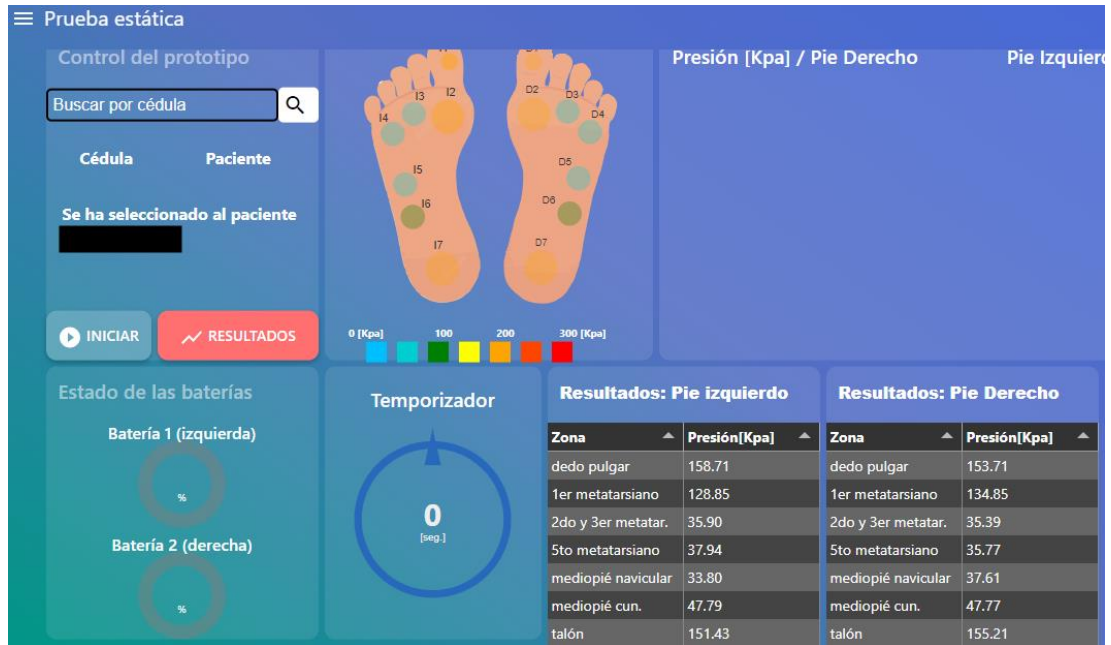 Prueba estática
Control del prototipo
Buscar por cédula
Cédula Paciente
Se ha seleccionado al paciente
INICIAR
RESULTADOS
I3 I2
I4
I5
I6
I7
D2 D3
D4
D5
D6
D7
0 [Kpa] 100 200 300 [Kpa]
Presión [Kpa] / Pie Derecho Pie Izquierd
Estado de las baterías
Batería 1 (izquierda)
%
Batería 2 (derecha)
%
Temporizador
0
[seg.]
Resultados: Pie izquierdo
Zona Presión[Kpa]
dedo pulgar 158.71
1er metatarsiano 128.85
2do y 3er metatar. 35.90
5to metatarsiano 37.94
mediopié navicular 33.80
mediopié cun. 47.79
talón 151.43
Resultados: Pie Derecho
Zona Presión[Kpa]
dedo pulgar 153.71
1er metatarsiano 134.85
2do y 3er metatar. 35.39
5to metatarsiano 35.77
mediopié navicular 37.61
mediopié cun. 47.77
talón 155.21